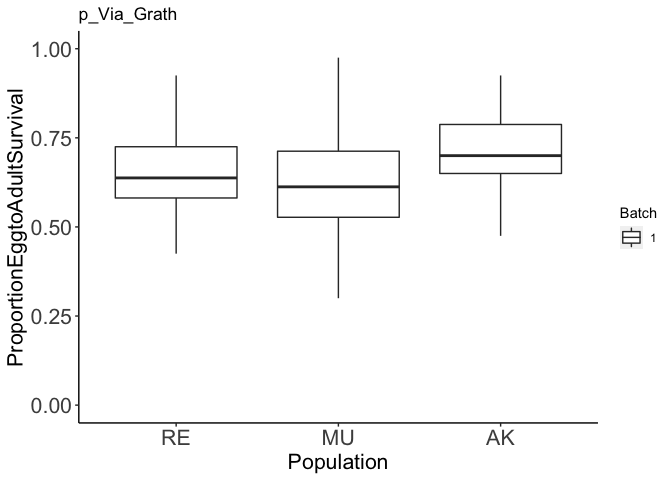 p_Via_Grath
1.00
0.75
0.50
0.25
0.00
ProportionEggtoAdultSurvival
RE MU AK
Population
Batch
1